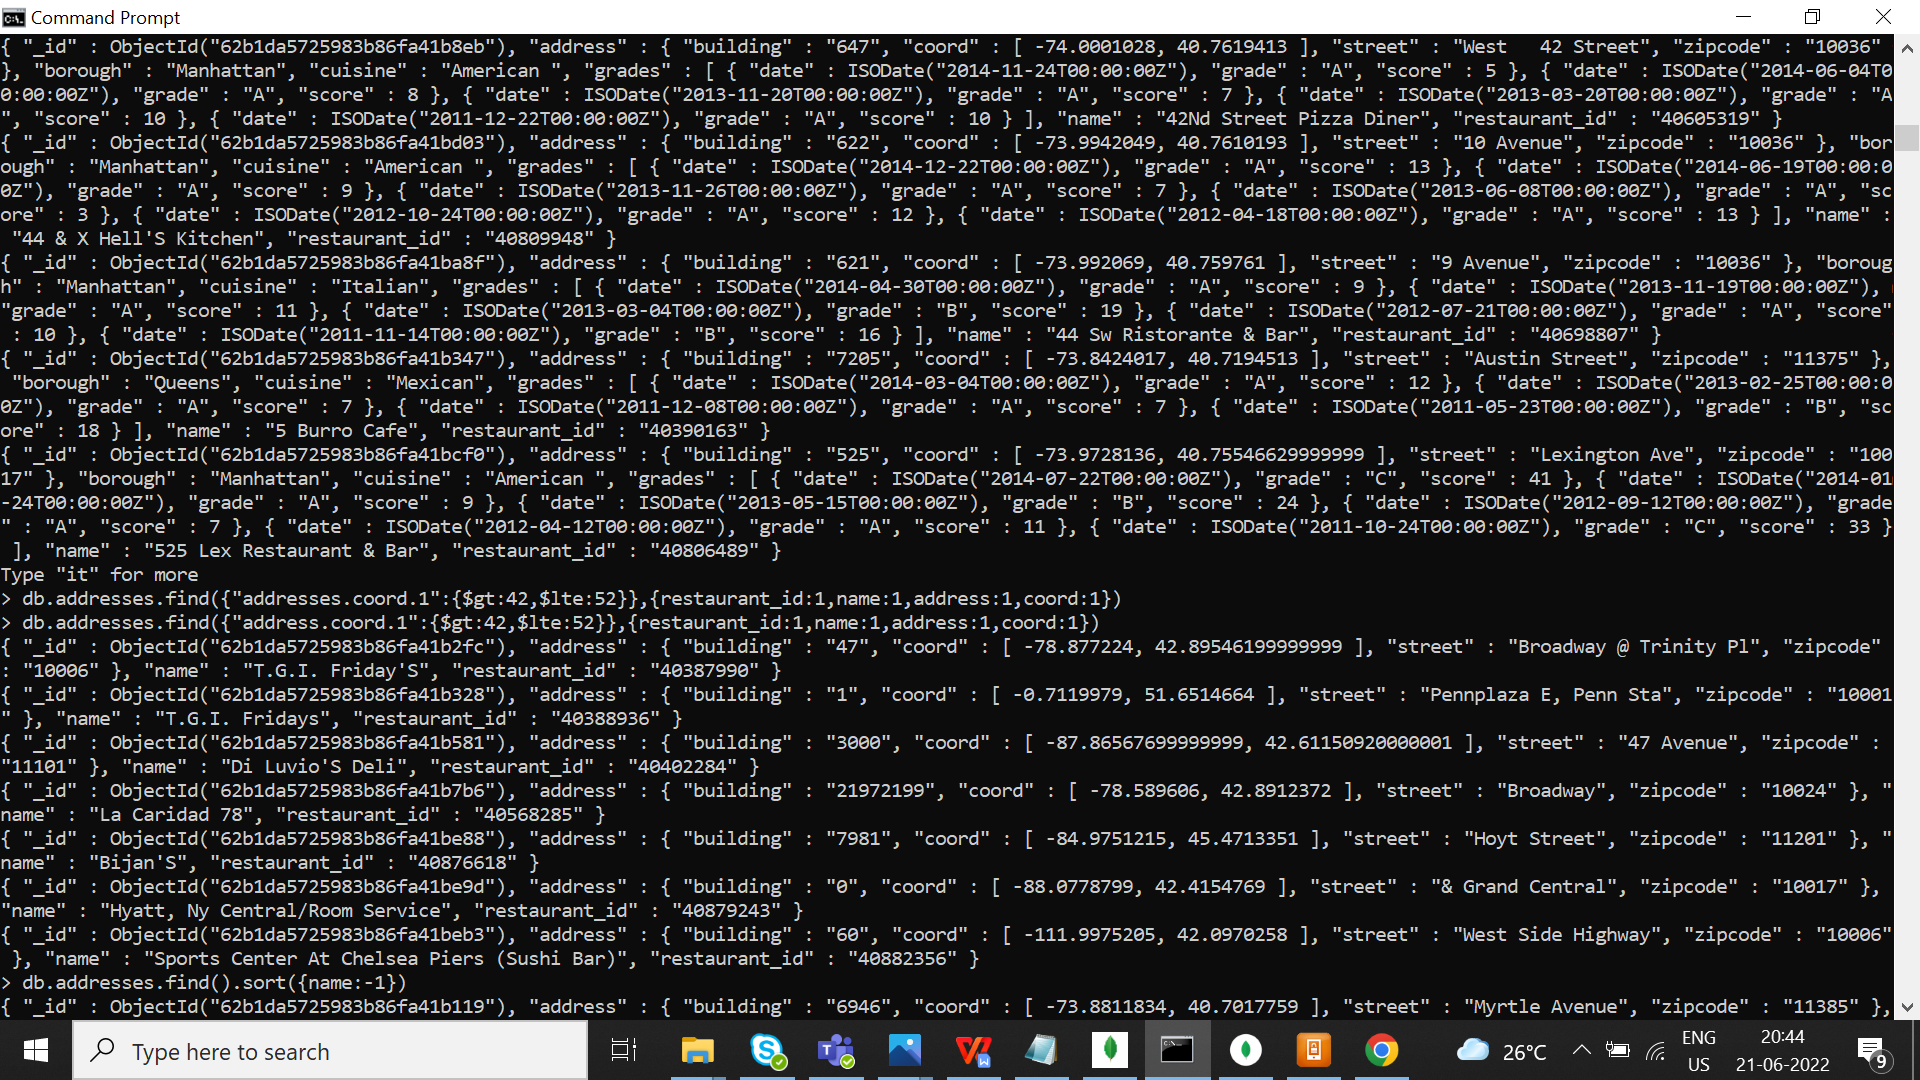 Command Prompt
{ "_id" : ObjectId("62b1da5725983b86fa41b8eb"), "address" : { "building" : "647", "coord" : [ -74.0001028, 40.7619413 ], "street" : "West   42 Street", "zipcode" : "10036"
}, "borough" : "Manhattan", "cuisine" : "American ", "grades" : [ { "date" : ISODate("2014-11-24T00:00:00Z"), "grade" : "A", "score" : 5 }, { "date" : ISODate("2014-06-04T0
0:00:00Z"), "grade" : "A", "score" : 8 }, { "date" : ISODate("2013-11-20T00:00:00Z"), "grade" : "A", "score" : 7 }, { "date" : ISODate("2013-03-20T00:00:00Z"), "grade" : "A
", "score" : 10 }, { "date" : ISODate("2011-12-22T00:00:00Z"), "grade" : "A", "score" : 10 } ], "name" : "42Nd Street Pizza Diner", "restaurant_id" : "40605319" }
{ "_id" : ObjectId("62b1da5725983b86fa41bd03"), "address" : { "building" : "622", "coord" : [ -73.9942049, 40.7610193 ], "street" : "10 Avenue", "zipcode" : "10036" }, "bor
ough" : "Manhattan", "cuisine" : "American ", "grades" : [ { "date" : ISODate("2014-12-22T00:00:00Z"), "grade" : "A", "score" : 13 }, { "date" : ISODate("2014-06-19T00:00:0
0Z"), "grade" : "A", "score" : 9 }, { "date" : ISODate("2013-11-26T00:00:00Z"), "grade" : "A", "score" : 7 }, { "date" : ISODate("2013-06-08T00:00:00Z"), "grade" : "A", "sc
ore" : 3 }, { "date" : ISODate("2012-10-24T00:00:00Z"), "grade" : "A", "score" : 12 }, { "date" : ISODate("2012-04-18T00:00:00Z"), "grade" : "A", "score" : 13 } ], "name" :
 "44 & X Hell'S Kitchen", "restaurant_id" : "40809948" }
{ "_id" : ObjectId("62b1da5725983b86fa41ba8f"), "address" : { "building" : "621", "coord" : [ -73.992069, 40.759761 ], "street" : "9 Avenue", "zipcode" : "10036" }, "boroug
h" : "Manhattan", "cuisine" : "Italian", "grades" : [ { "date" : ISODate("2014-04-30T00:00:00Z"), "grade" : "A", "score" : 9 }, { "date" : ISODate("2013-11-19T00:00:00Z"),
"grade" : "A", "score" : 11 }, { "date" : ISODate("2013-03-04T00:00:00Z"), "grade" : "B", "score" : 19 }, { "date" : ISODate("2012-07-21T00:00:00Z"), "grade" : "A", "score"
 : 10 }, { "date" : ISODate("2011-11-14T00:00:00Z"), "grade" : "B", "score" : 16 } ], "name" : "44 Sw Ristorante & Bar", "restaurant_id" : "40698807" }
{ "_id" : ObjectId("62b1da5725983b86fa41b347"), "address" : { "building" : "7205", "coord" : [ -73.8424017, 40.7194513 ], "street" : "Austin Street", "zipcode" : "11375" },
 "borough" : "Queens", "cuisine" : "Mexican", "grades" : [ { "date" : ISODate("2014-03-04T00:00:00Z"), "grade" : "A", "score" : 12 }, { "date" : ISODate("2013-02-25T00:00:0
0Z"), "grade" : "A", "score" : 7 }, { "date" : ISODate("2011-12-08T00:00:00Z"), "grade" : "A", "score" : 7 }, { "date" : ISODate("2011-05-23T00:00:00Z"), "grade" : "B", "sc
ore" : 18 } ], "name" : "5 Burro Cafe", "restaurant_id" : "40390163" }
{ "_id" : ObjectId("62b1da5725983b86fa41bcf0"), "address" : { "building" : "525", "coord" : [ -73.9728136, 40.75546629999999 ], "street" : "Lexington Ave", "zipcode" : "100
17" }, "borough" : "Manhattan", "cuisine" : "American ", "grades" : [ { "date" : ISODate("2014-07-22T00:00:00Z"), "grade" : "C", "score" : 41 }, { "date" : ISODate("2014-01
-24T00:00:00Z"), "grade" : "A", "score" : 9 }, { "date" : ISODate("2013-05-15T00:00:00Z"), "grade" : "B", "score" : 24 }, { "date" : ISODate("2012-09-12T00:00:00Z"), "grade
" : "A", "score" : 7 }, { "date" : ISODate("2012-04-12T00:00:00Z"), "grade" : "A", "score" : 11 }, { "date" : ISODate("2011-10-24T00:00:00Z"), "grade" : "C", "score" : 33 }
 ], "name" : "525 Lex Restaurant & Bar", "restaurant_id" : "40806489" }
Type "it" for more
> db.addresses.find({"addresses.coord.1":{$gt:42,$lte:52}},{restaurant_id:1,name:1,address:1,coord:1})
> db.addresses.find({"address.coord.1":{$gt:42,$lte:52}},{restaurant_id:1,name:1,address:1,coord:1})
{ "_id" : ObjectId("62b1da5725983b86fa41b2fc"), "address" : { "building" : "47", "coord" : [ -78.877224, 42.89546199999999 ], "street" : "Broadway @ Trinity Pl", "zipcode"
: "10006" }, "name" : "T.G.I. Friday'S", "restaurant_id" : "40387990" }
{ "_id" : ObjectId("62b1da5725983b86fa41b328"), "address" : { "building" : "1", "coord" : [ -0.7119979, 51.6514664 ], "street" : "Pennplaza E, Penn Sta", "zipcode" : "10001
" }, "name" : "T.G.I. Fridays", "restaurant_id" : "40388936" }
{ "_id" : ObjectId("62b1da5725983b86fa41b581"), "address" : { "building" : "3000", "coord" : [ -87.86567699999999, 42.61150920000001 ], "street" : "47 Avenue", "zipcode" :
"11101" }, "name" : "Di Luvio'S Deli", "restaurant_id" : "40402284" }
{ "_id" : ObjectId("62b1da5725983b86fa41b7b6"), "address" : { "building" : "21972199", "coord" : [ -78.589606, 42.8912372 ], "street" : "Broadway", "zipcode" : "10024" }, "
name" : "La Caridad 78", "restaurant_id" : "40568285" }
{ "_id" : ObjectId("62b1da5725983b86fa41be88"), "address" : { "building" : "7981", "coord" : [ -84.9751215, 45.4713351 ], "street" : "Hoyt Street", "zipcode" : "11201" }, "
name" : "Bijan'S", "restaurant_id" : "40876618" }
{ "_id" : ObjectId("62b1da5725983b86fa41be9d"), "address" : { "building" : "0", "coord" : [ -88.0778799, 42.4154769 ], "street" : "& Grand Central", "zipcode" : "10017" },
"name" : "Hyatt, Ny Central/Room Service", "restaurant_id" : "40879243" }
{ "_id" : ObjectId("62b1da5725983b86fa41beb3"), "address" : { "building" : "60", "coord" : [ -111.9975205, 42.0970258 ], "street" : "West Side Highway", "zipcode" : "10006"
 }, "name" : "Sports Center At Chelsea Piers (Sushi Bar)", "restaurant_id" : "40882356" }
> db.addresses.find().sort({name:-1})
{ "_id" : ObjectId("62b1da5725983b86fa41b119"), "address" : { "building" : "6946", "coord" : [ -73.8811834, 40.7017759 ], "street" : "Myrtle Avenue", "zipcode" : "11385" },
Type here to search
26°C
ENG
US
20:44
21-06-2022
9